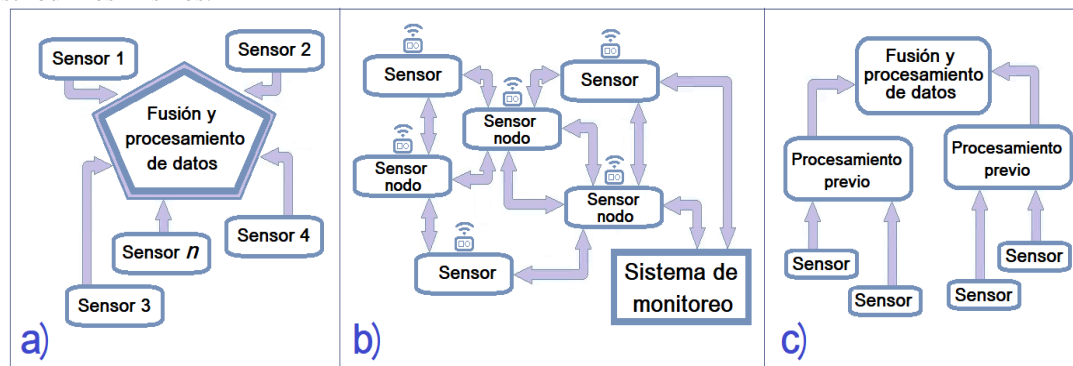 Sensor 1
Sensor 2
Fusión y
procesamiento
de datos
Sensor n
Sensor 4
Sensor 3
a)
Sensor
Sensor
Sensor
nodo
Sensor
nodo
Sensor
nodo
Sensor
Sistema de
monitoreo
b)
Fusión y
procesamiento
de datos
Procesamiento
previo
Procesamiento
previo
Sensor
Sensor
Sensor
Sensor
c)